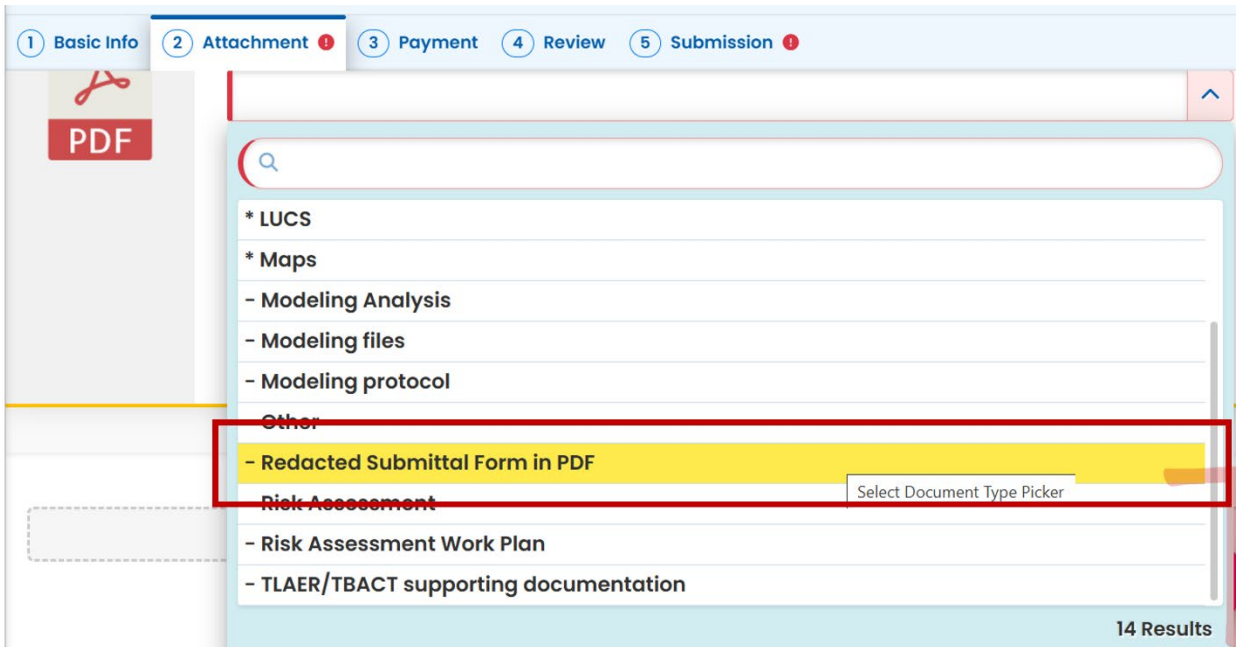 1 Basic Info 2 Attachment ! 3 Payment 4 Review 5 Submission !
PDF
* LUCS
* Maps
- Modeling Analysis
- Modeling files
- Modeling protocol
- Other
- Redacted Submittal Form in PDF
Select Document Type Picker
- Risk Assessment
- Risk Assessment Work Plan
- TLAER/TBACT supporting documentation
14 Results